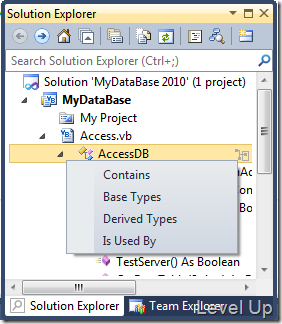 Solution Explorer
Search Solution Explorer (Ctrl+;)
Solution 'MyDataBase 2010' (1 project)
MyDataBase
My Project
Access.vb
AccessDB
Contains
Base Types
Derived Types
Is Used By
TestServer() As Boolean
Solution Explorer
Team Explorer
Level Up